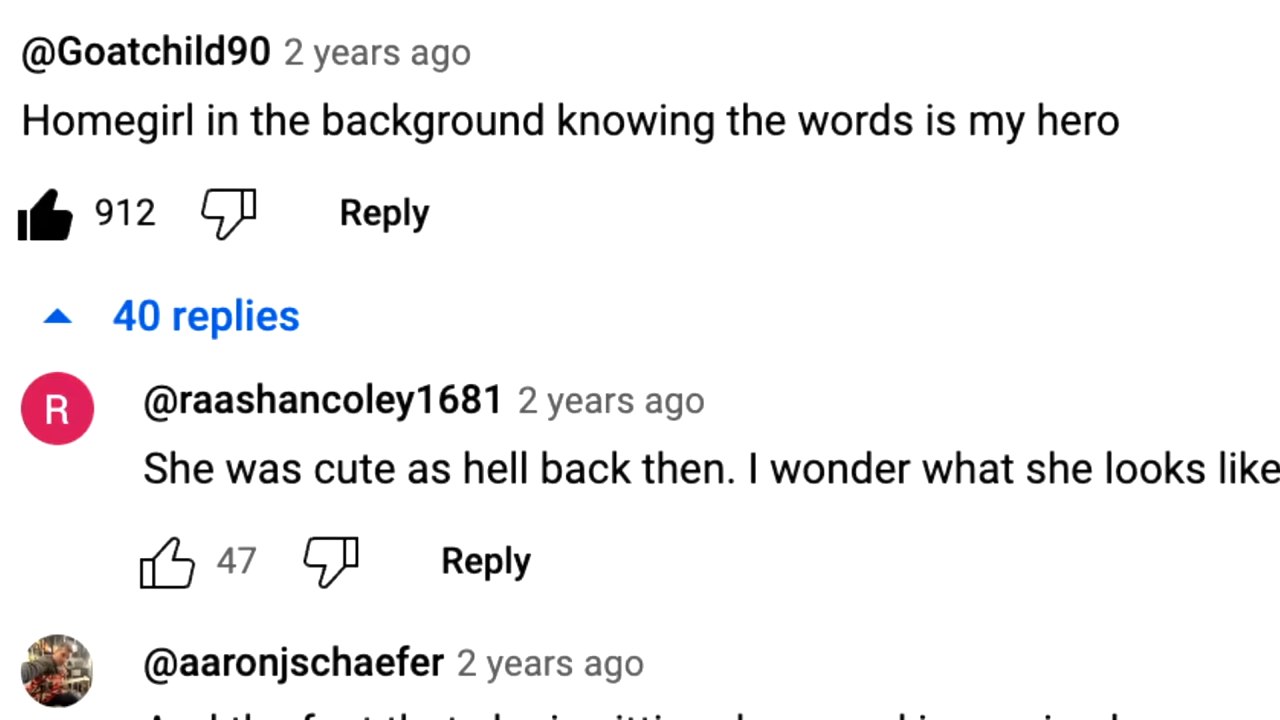 @Goatchild90 2 years ago
Homegirl in the background knowing the words is my hero
912 Reply
40 replies
R
@raashancoley1681 2 years ago
She was cute as hell back then. I wonder what she looks like
47 Reply
@aaronjschaefer 2 years ago